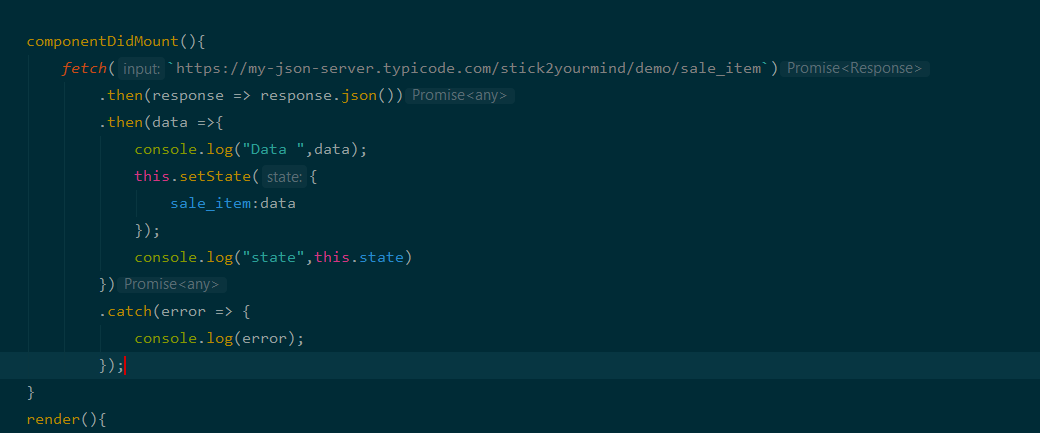 componentDidMount(){
fetch( input: `https://my-json-server.typicode.com/stick2yourmind/demo/sale_item`) Promise<Response>
.then(response => response.json()) Promise<any>
.then(data =>{
console.log("Data ",data);
this.setState( state: {
sale_item:data
});
console.log("state",this.state)
}) Promise<any>
.catch(error => {
console.log(error);
});
}
render(){